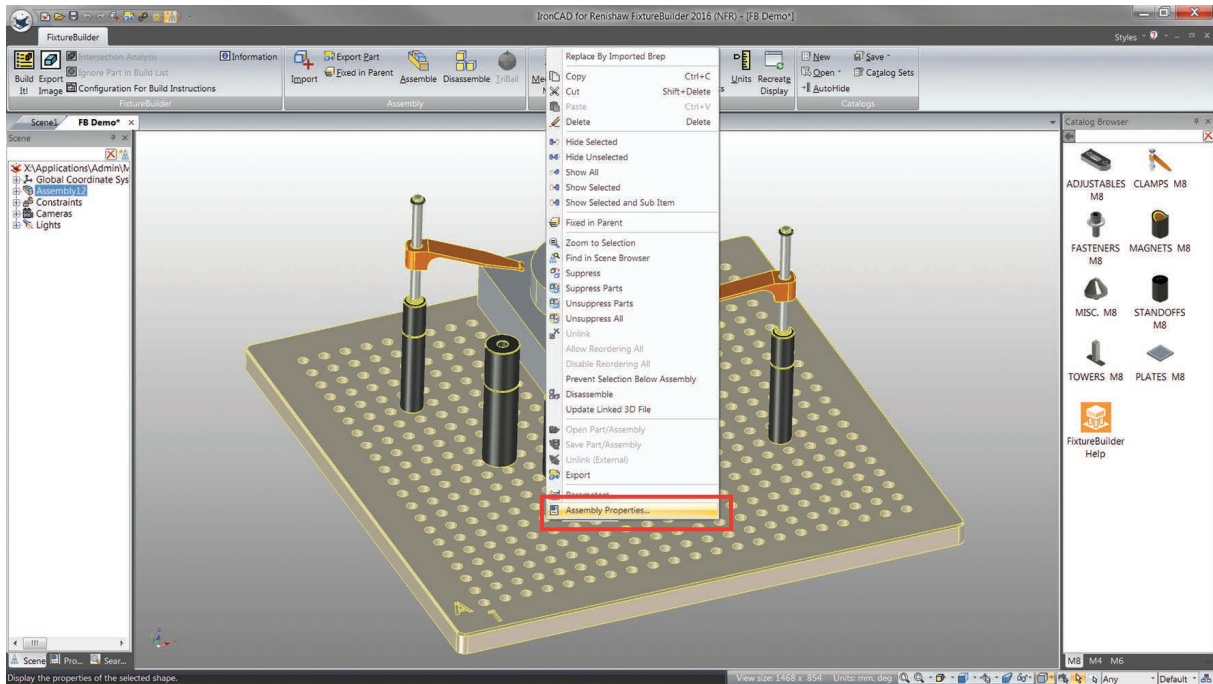 IronCAD for Renishaw FixtureBuilder 2016 (NFR) - [FB Demo*]
FixtureBuilder
Styles
Build It!
Export Image
Intersection Analysis
Ignore Part in Build List
Configuration For Build Instructions
Information
FixtureBuilder
Import
Export Part
Fixed in Parent
Assemble
Disassemble
TriBall
Assembly
Units
Recreate Display
New
Open
AutoHide
Save
Catalog Sets
Catalogs
Scene1
FB Demo*
Scene
X:\Applications\Admin\
Global Coordinate Sys
Assembly12
Constraints
Cameras
Lights
Replace By Imported Brep
Copy Ctrl+C
Cut Shift+Delete
Paste Ctrl+V
Delete Delete
Hide Selected
Hide Unselected
Show All
Show Selected
Show Selected and Sub Item
Fixed in Parent
Zoom to Selection
Find in Scene Browser
Suppress
Suppress Parts
Unsuppress Parts
Unsuppress All
Unlink
Allow Reordering All
Disable Reordering All
Prevent Selection Below Assembly
Disassemble
Update Linked 3D File
Open Part/Assembly
Save Part/Assembly
Unlink (External)
Export
Parameters
Assembly Properties...
A
1
Catalog Browser
ADJUSTABLES M8
CLAMPS M8
FASTENERS M8
MAGNETS M8
MISC. M8
STANDOFFS M8
TOWERS M8
PLATES M8
FixtureBuilder Help
M8 M4 M6
Scene Pro... Sear...
Display the properties of the selected shape.
View size: 1468 x 854 Units: mm, deg
Any
Default